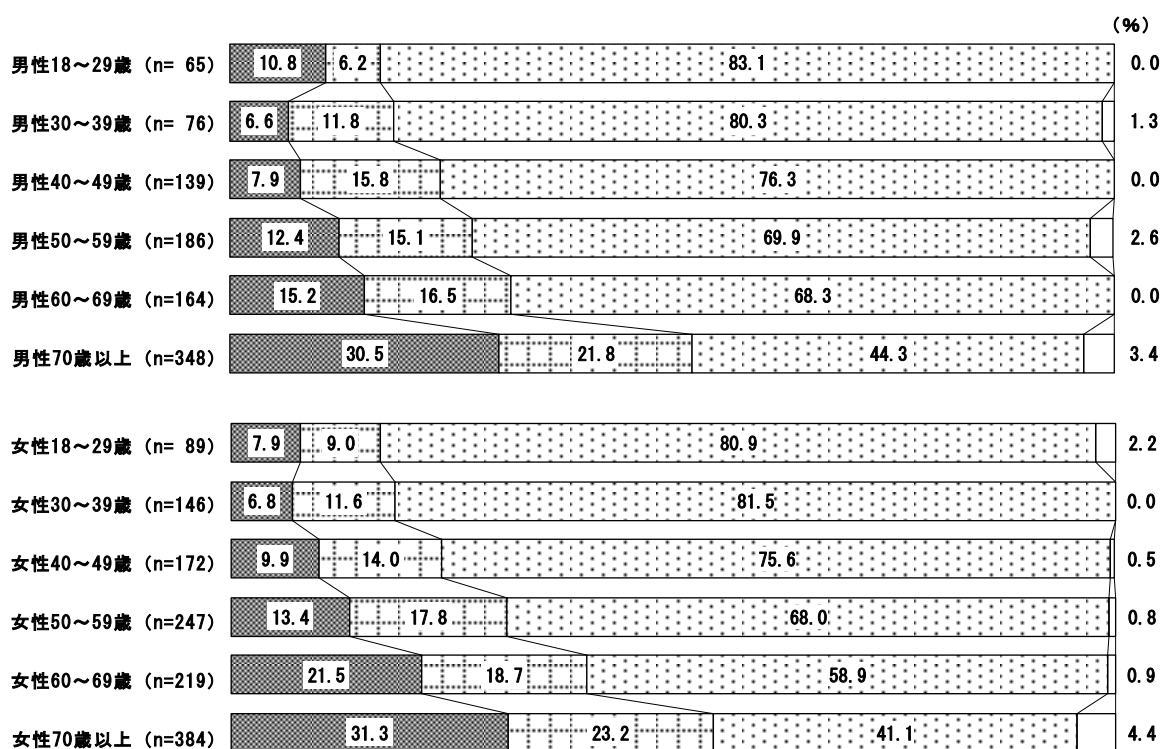 (%)
男性18～29歳 (n= 65) 10.8 6.2 83.1 0.0
男性30～39歳 (n= 76) 6.6 11.8 80.3 1.3
男性40～49歳 (n=139) 7.9 15.8 76.3 0.0
男性50～59歳 (n=186) 12.4 15.1 69.9 2.6
男性60～69歳 (n=164) 15.2 16.5 68.3 0.0
男性70歳以上 (n=348) 30.5 21.8 44.3 3.4
女性18～29歳 (n= 89) 7.9 9.0 80.9 2.2
女性30～39歳 (n=146) 6.8 11.6 81.5 0.0
女性40～49歳 (n=172) 9.9 14.0 75.6 0.5
女性50～59歳 (n=247) 13.4 17.8 68.0 0.8
女性60～69歳 (n=219) 21.5 18.7 58.9 0.9
女性70歳以上 (n=384) 31.3 23.2 41.1 4.4